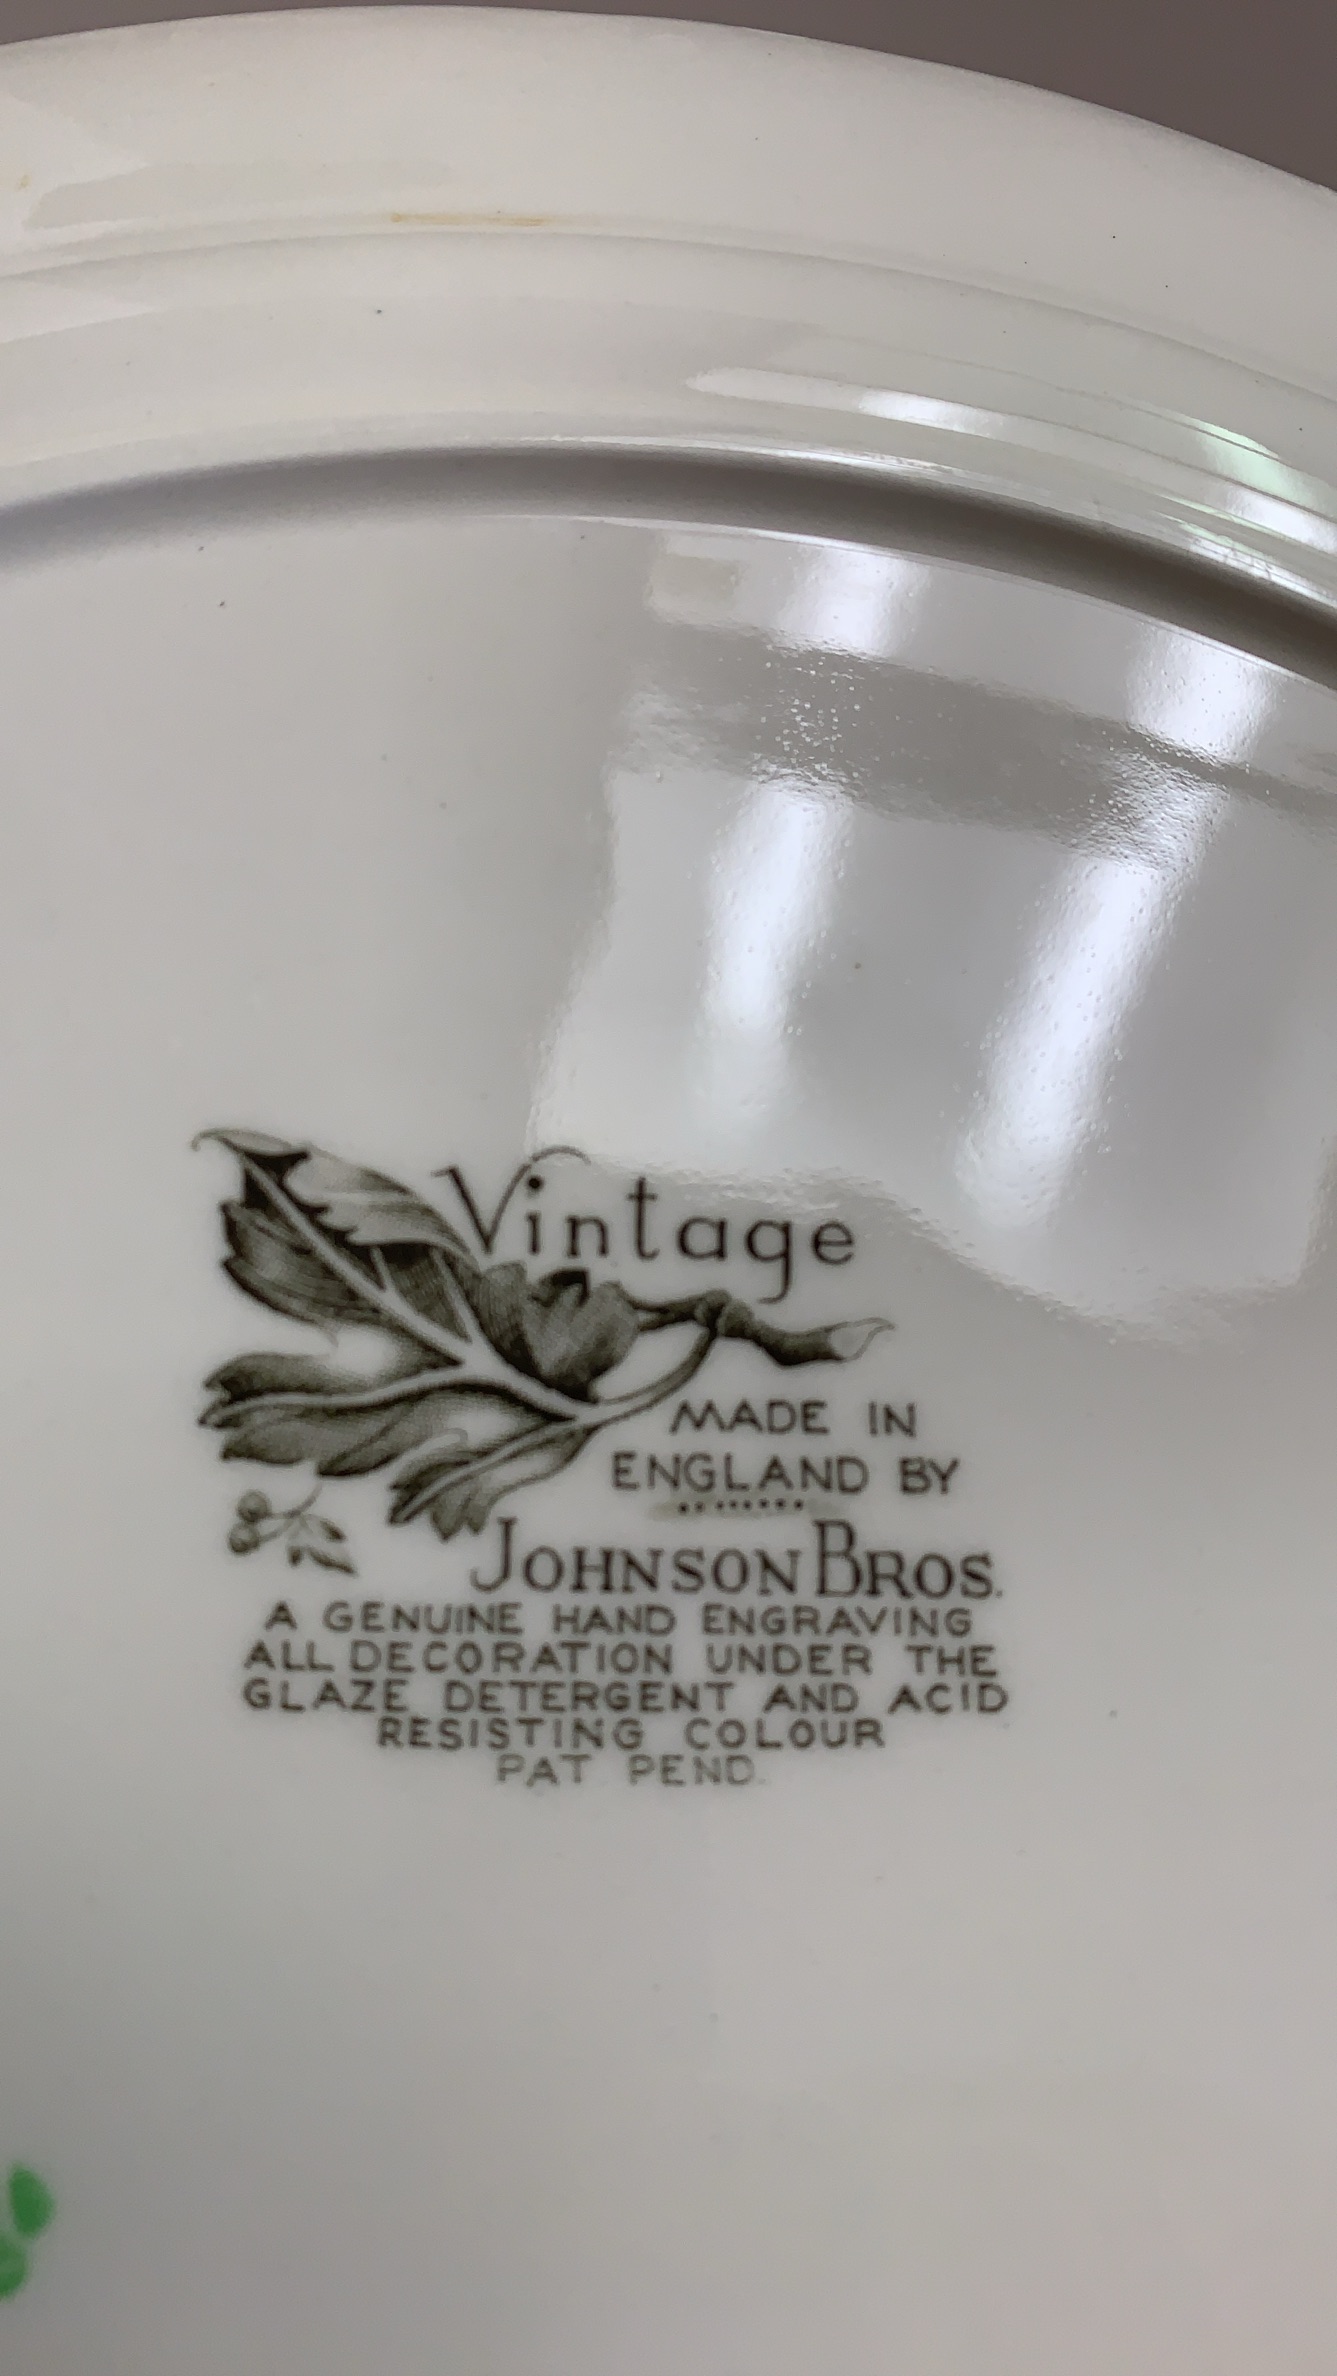 Vintage
MADE IN
ENGLAND BY
JOHNSON BROS.
A GENUINE HAND ENGRAVING
ALL DECORATION UNDER THE
GLAZE DETERGENT AND ACID
RESISTING COLOUR
PAT PEND.